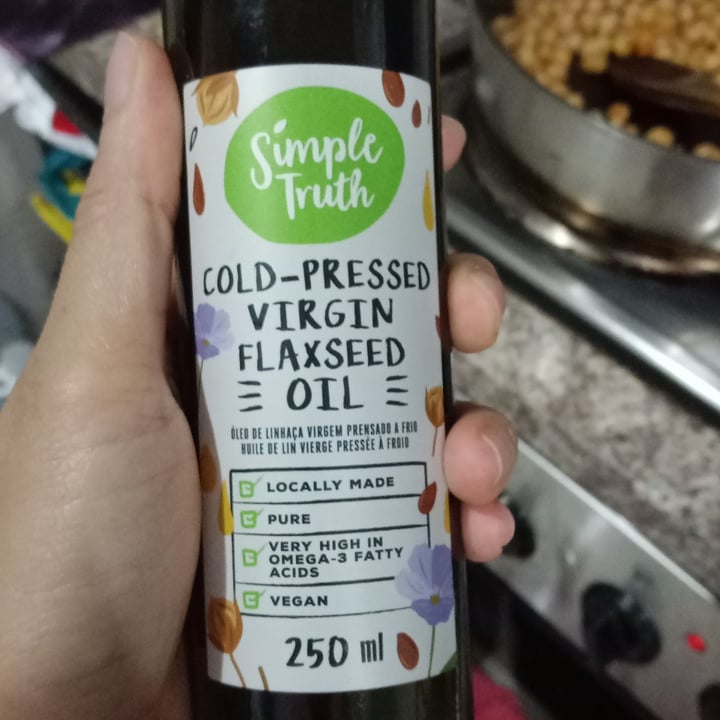 Simple
Truth
COLD-PRESSED
VIRGIN
FLAXSEED
OIL
ÓLEO DE LINHAÇA VIRGEM PRENSADO A FRIO
HUILE DE LIN VIERGE PRESSÉE À FROID
LOCALLY MADE
PURE
VERY HIGH IN
OMEGA-3 FATTY
ACIDS
VEGAN
250 ml